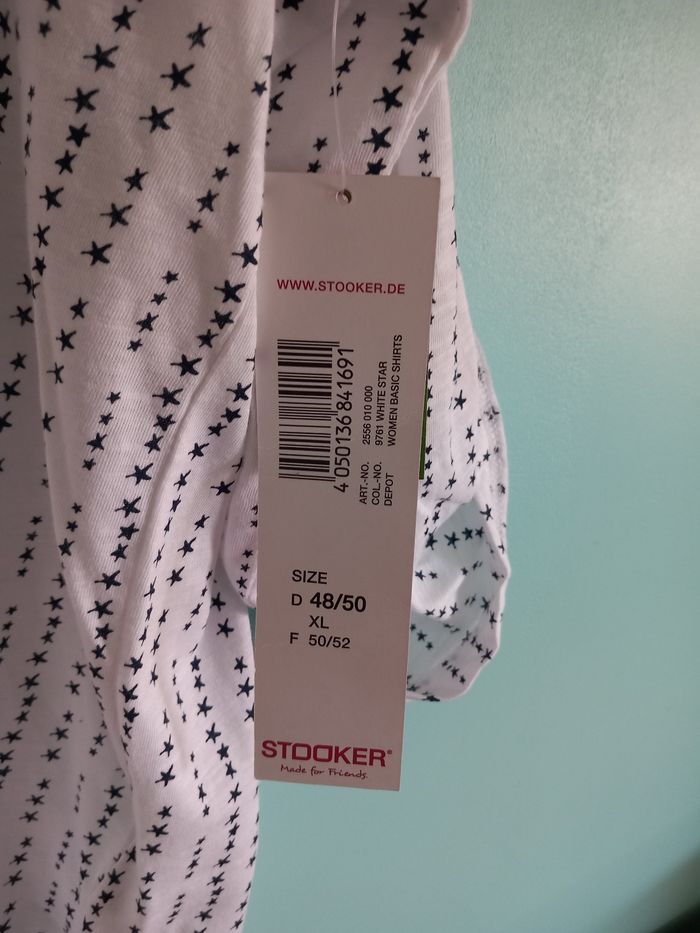 WWW.STOOKER.DE
4 050136 841691
ART.-NO. 2556 010 000
COL.-NO. 9761 WHITE STAR
DEPOT WOMEN BASIC SHIRTS
SIZE
D 48/50
XL
F 50/52
STOOKER®
Made for Friends.